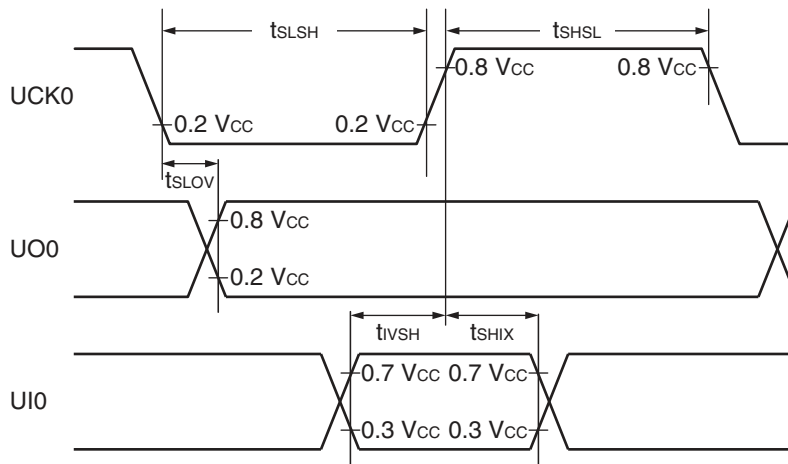 tSLSH
tSHSL
UCK0
0.8 VCC
0.8 VCC
0.2 VCC
0.2 VCC
tSLOV
UO0
0.8 VCC
0.2 VCC
tIVSH
tSHIX
UI0
0.7 VCC
0.7 VCC
0.3 VCC
0.3 VCC